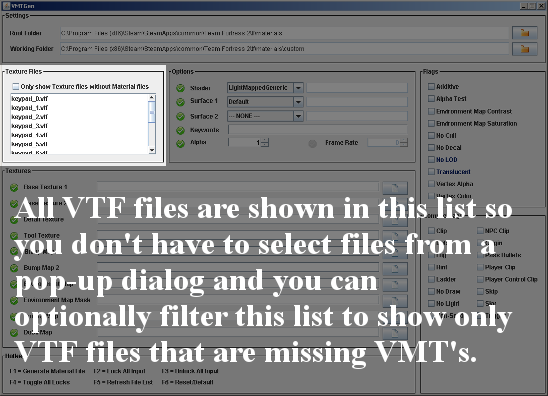 VMTGen
Settings
Root Folder C:\Program Files (x86)\Steam\SteamApps\common\Team Fortress 2\tf\materials
Working Folder C:\Program Files (x86)\Steam\SteamApps\common\Team Fortress 2\tf\materials\custom
Texture Files
Only show Texture files without Material files
keypad_0.vtf
keypad_1.vtf
keypad_2.vtf
keypad_3.vtf
keypad_4.vtf
keypad_5.vtf
keypad_6.vtf
Options
Shader LightMappedGeneric
Surface 1 Default
Surface 2 --- NONE ---
Keywords
Alpha 1 Frame Rate
Flags
Additive
Alpha Test
Environment Map Contrast
Environment Map Saturation
No Cull
No Decal
No LOD
Translucent
Vertex Alpha
Vertex Color
Textures
Base Texture 1
Detail Texture
Tool Texture
Bump Map 2
Environment Map Mask
Clip
NPC Clip
Player Clip
Ladder
Player Control Clip
No Draw
Skip
No Light
All VTF files are shown in this list so
you don't have to select files from a
pop-up dialog and you can
optionally filter this list to show only
VTF files that are missing VMT's.
F1 = Generate Material File F2 = Lock All Input F3 = Unlock All Input
F4 = Toggle All Locks F5 = Refresh File List F6 = Reset/Default